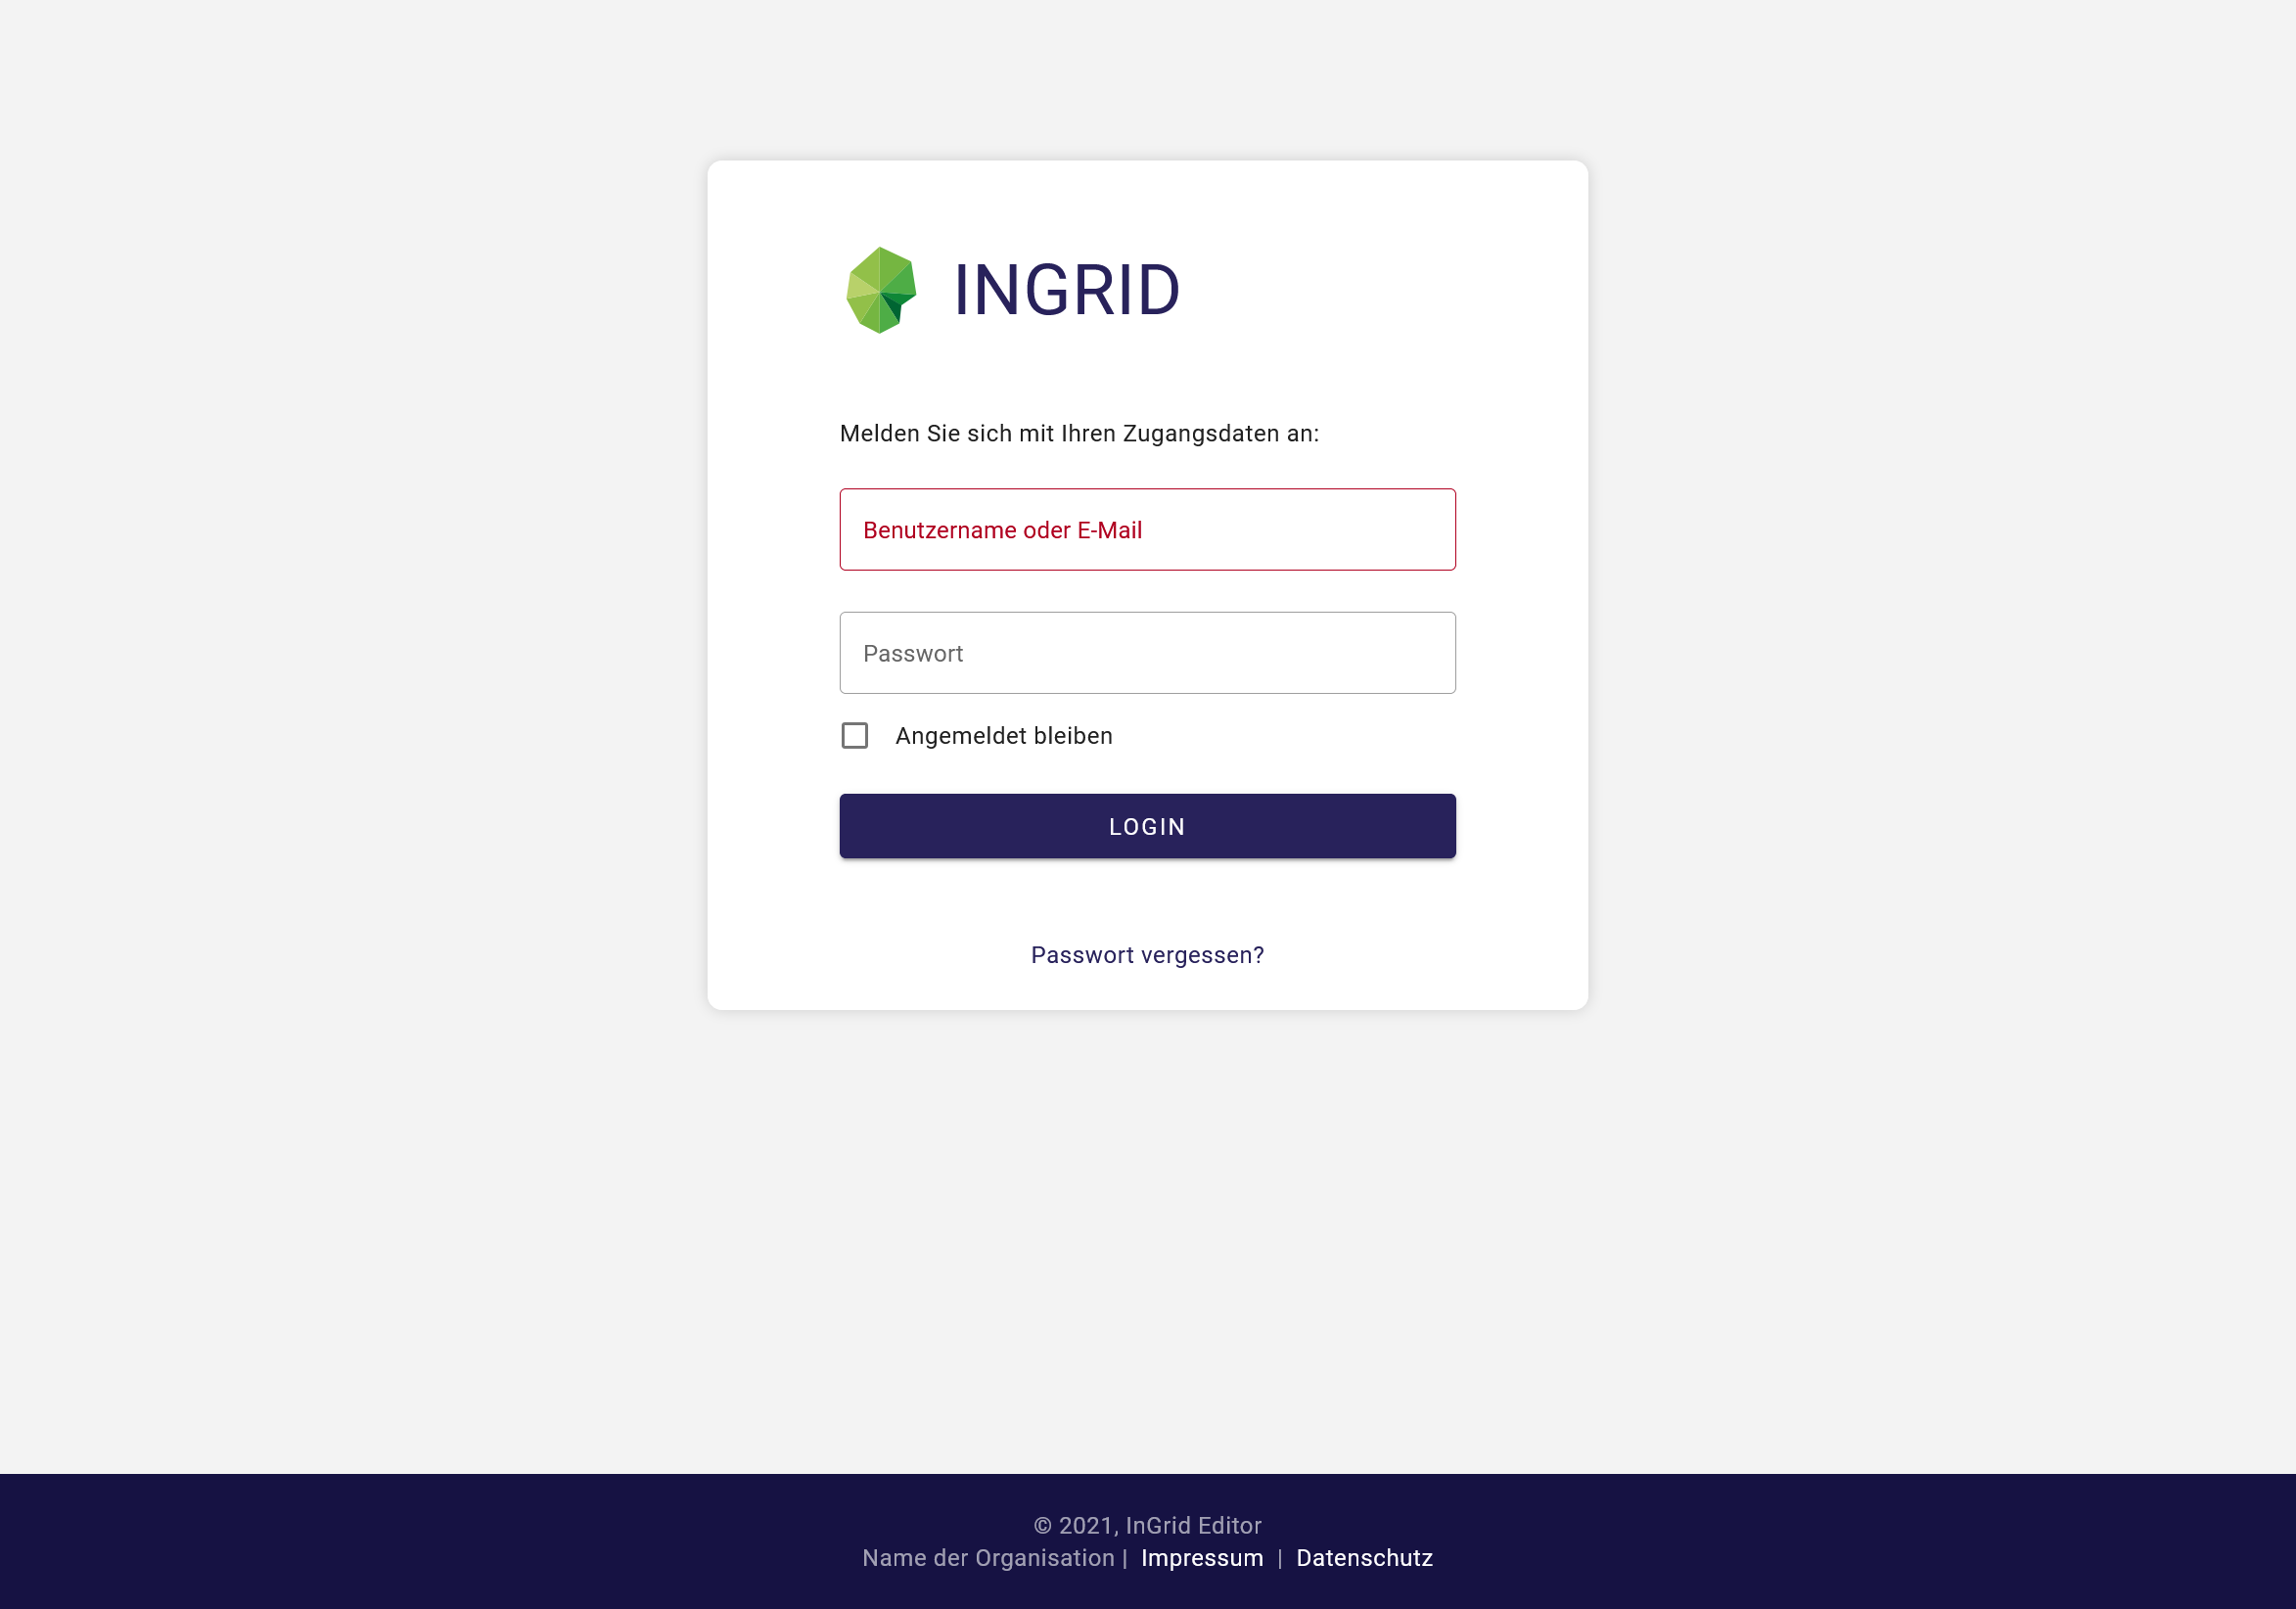 INGRID
Melden Sie sich mit Ihren Zugangsdaten an:
Benutzername oder E-Mail
Passwort
Angemeldet bleiben
LOGIN
Passwort vergessen?
© 2021, InGrid Editor
Name der Organisation | Impressum | Datenschutz